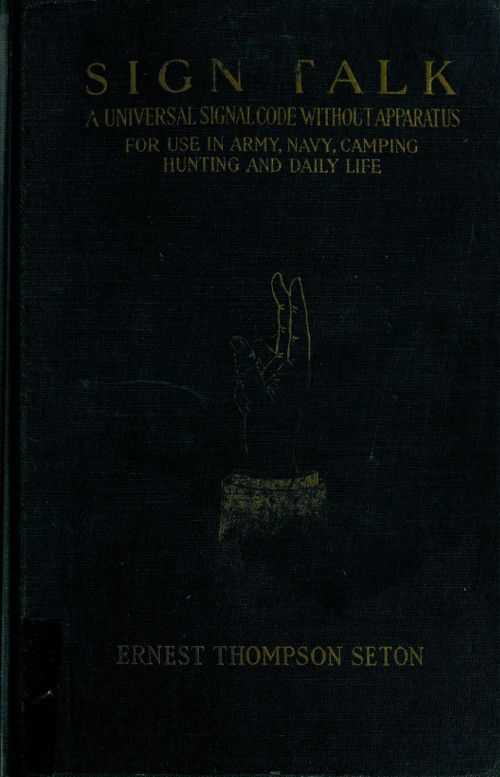 SIGN TALK
A UNIVERSAL SIGNAL CODE WITHOUT APPARATUS
FOR USE IN ARMY, NAVY, CAMPING
HUNTING AND DAILY LIFE
ERNEST THOMPSON SETON